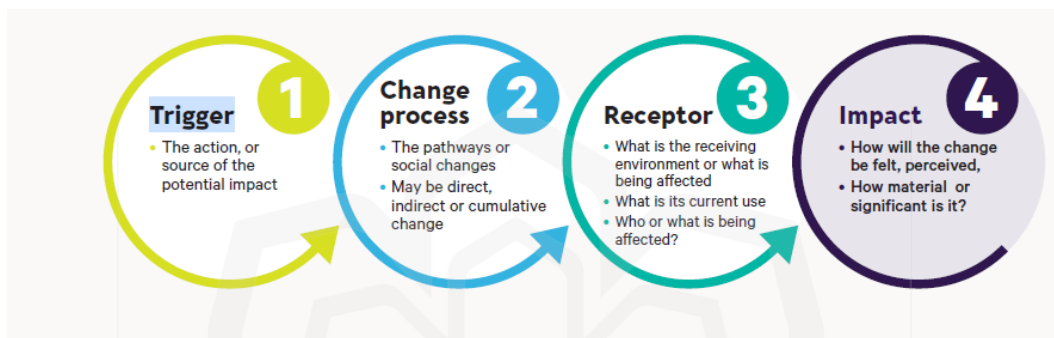 1
Trigger
• The action, or
source of the
potential impact
2
Change
process
• The pathways or
social changes
• May be direct,
indirect or cumulative
change
3
Receptor
• What is the receiving
environment or what is
being affected
• What is its current use
• Who or what is being
affected?
4
Impact
• How will the change
be felt, perceived,
• How material or
significant is it?